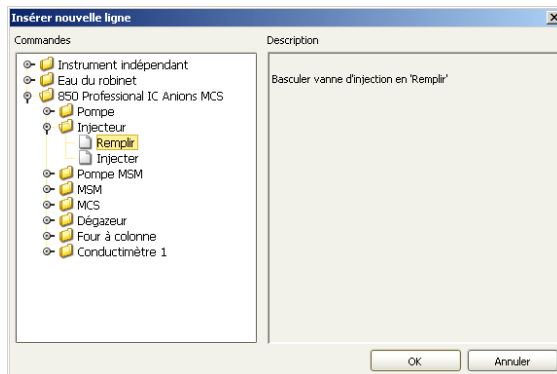 Insérer nouvelle ligne
Commandes
Instrument indépendant
Eau du robinet
850 Professional IC Anions MCS
Pompe
Injecteur
Remplir
Injecter
Pompe MSM
MSM
MCS
Dégazeur
Four à colonne
Conductimètre 1
Description
Basculer vanne d'injection en 'Remplir'
OK
Annuler